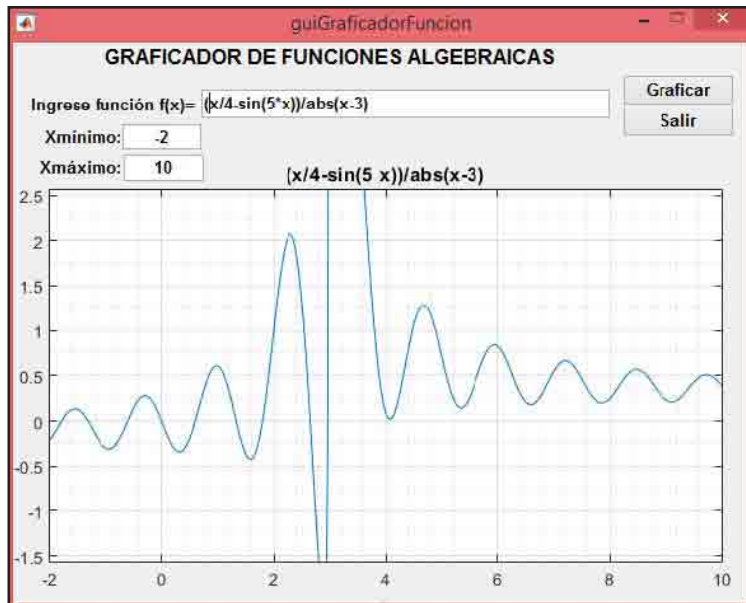 guiGraficadorFuncion
GRAFICADOR DE FUNCIONES ALGEBRAICAS
Ingrese función f(x)= (x/4-sin(5*x))/abs(x-3)
Graficar
Salir
Xmínimo: -2
Xmáximo: 10
(x/4-sin(5 x))/abs(x-3)
2.5
2
1.5
1
0.5
0
-0.5
-1
-1.5
-2 0 2 4 6 8 10